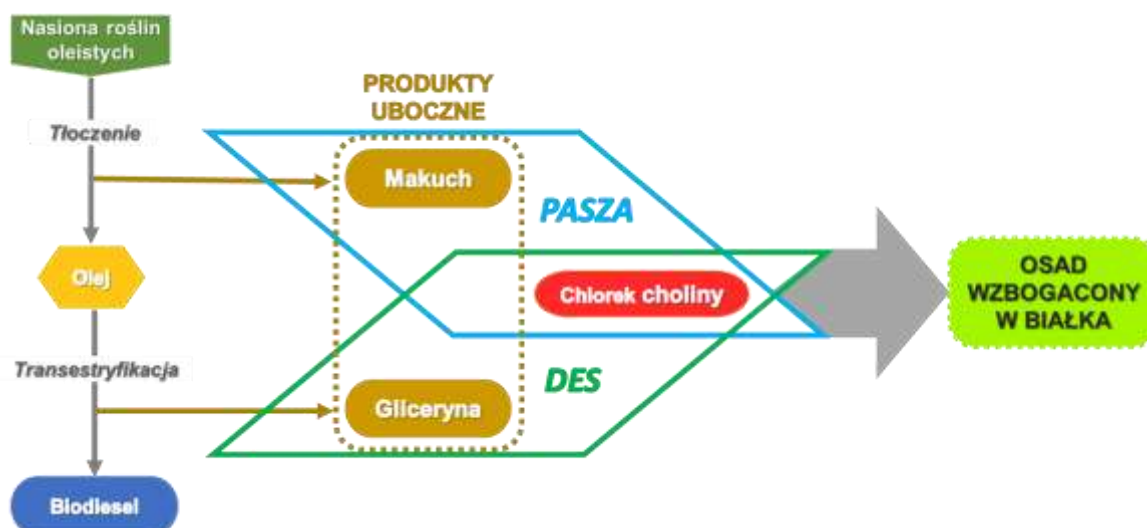 Nasiona roślin
oleistych
Tłoczenie
Olej
Transestryfikacja
Biodiesel
PRODUKTY
UBOCZNE
Makuch
Gliceryna
PASZA
Chlorek choliny
DES
OSAD
WZBOGACONY
W BIAŁKA